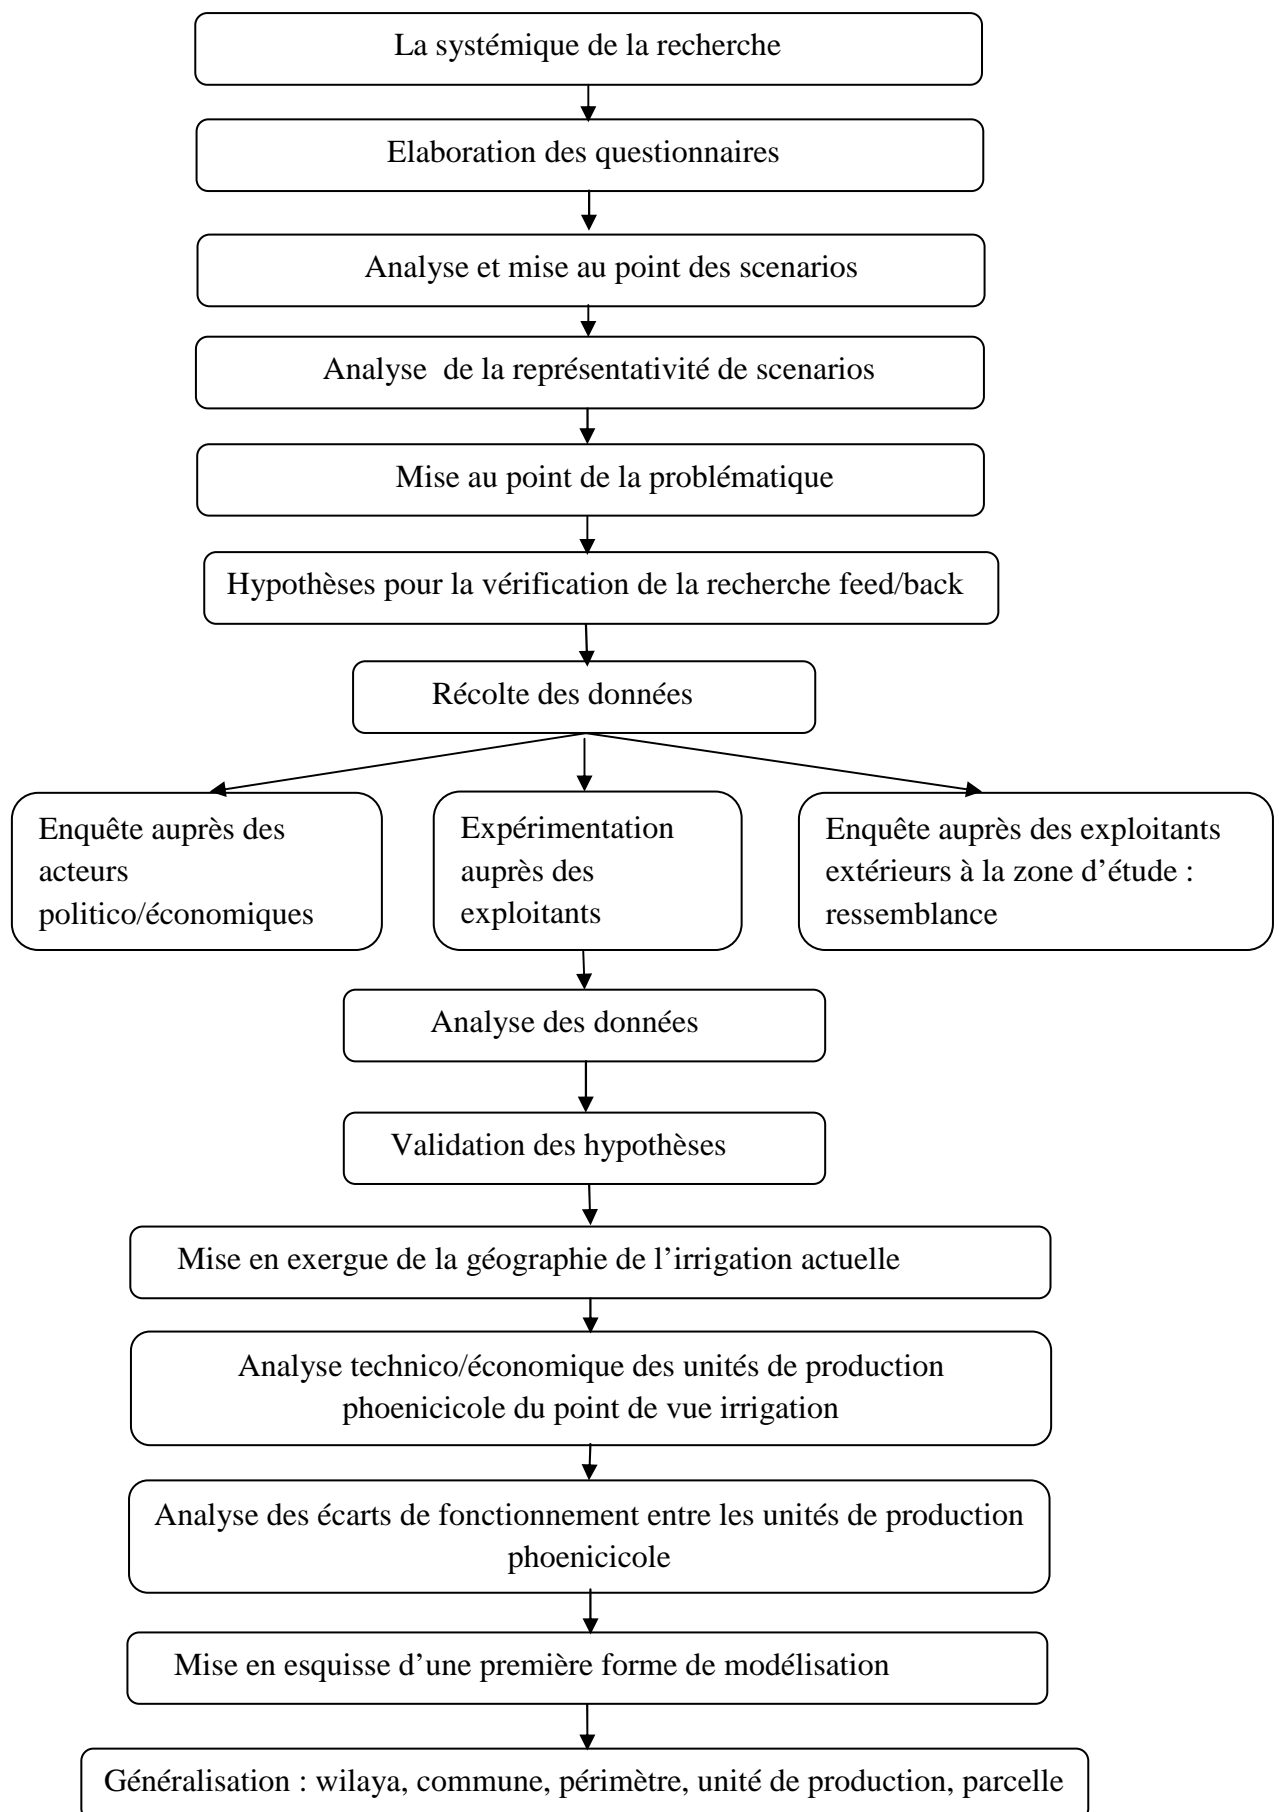 La systémique de la recherche
Elaboration des questionnaires
Analyse et mise au point des scenarios
Analyse  de la représentativité de scenarios
Mise au point de la problématique
Hypothèses pour la vérification de la recherche feed/back
Récolte des données
Enquête auprès des
acteurs
politico/économiques
Expérimentation
auprès des
exploitants
Enquête auprès des exploitants
extérieurs à la zone d’étude :
ressemblance
Analyse des données
Validation des hypothèses
Mise en exergue de la géographie de l’irrigation actuelle
Analyse technico/économique des unités de production
phoenicicole du point de vue irrigation
Analyse des écarts de fonctionnement entre les unités de production
phoenicicole
Mise en esquisse d’une première forme de modélisation
Généralisation : wilaya, commune, périmètre, unité de production, parcelle